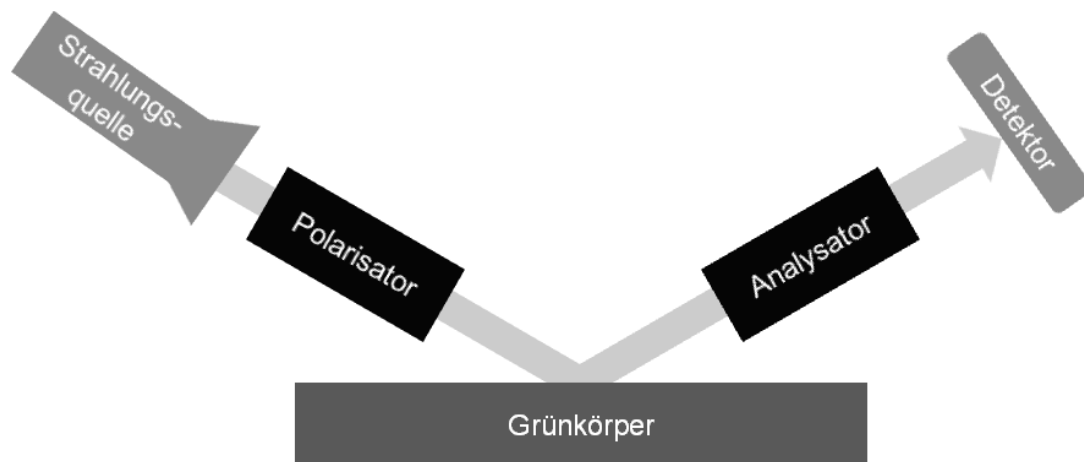 Strahlungs-
quelle
Polarisator
Analysator
Detektor
Grünkörper